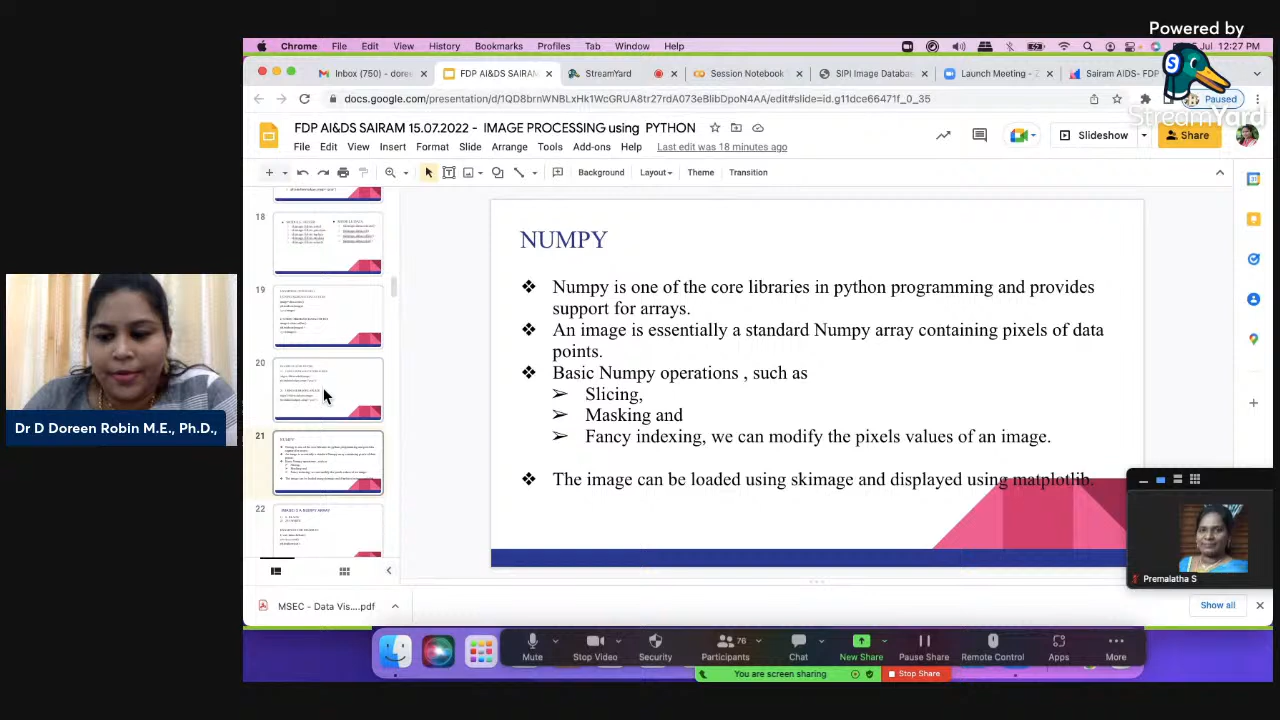 Powered by
StreamYard
Chrome File Edit View History Bookmarks Profiles Tab Window Help
Jul 12:27 PM
Inbox (750) - dore
FDP AI&DS SAIRAM
StreamYard
Session Notebook
SIPI Image Databa
Launch Meeting - Z
Sairam AIDS- FDP
docs.google.com/presentation/d/
Paused
FDP AI&DS SAIRAM 15.07.2022 - IMAGE PROCESSING using PYTHON
Slideshow
Share
File Edit View Insert Format Slide Arrange Tools Add-ons Help Last edit was 18 minutes ago
Background Layout Theme Transition
18
19
20
21
22
NUMPY
❖ Numpy is one of the core libraries in python programming and provides
support for arrays.
❖ An image is essentially a standard Numpy array containing pixels of data
points.
❖ Basic Numpy operations, such as
Slicing,
➢ Masking and
Fancy indexing, we can modify the pixels values of an image.
❖ The image can be loaded using skimage and displayed using matplotlib.
Dr D Doreen Robin M.E., Ph.D.,
Premalatha S
MSEC - Data Vis....pdf
Show all
Mute
Stop Video
Security
Participants
76
Chat
New Share
Pause Share
Remote Control
Apps
More
You are screen sharing
Stop Share